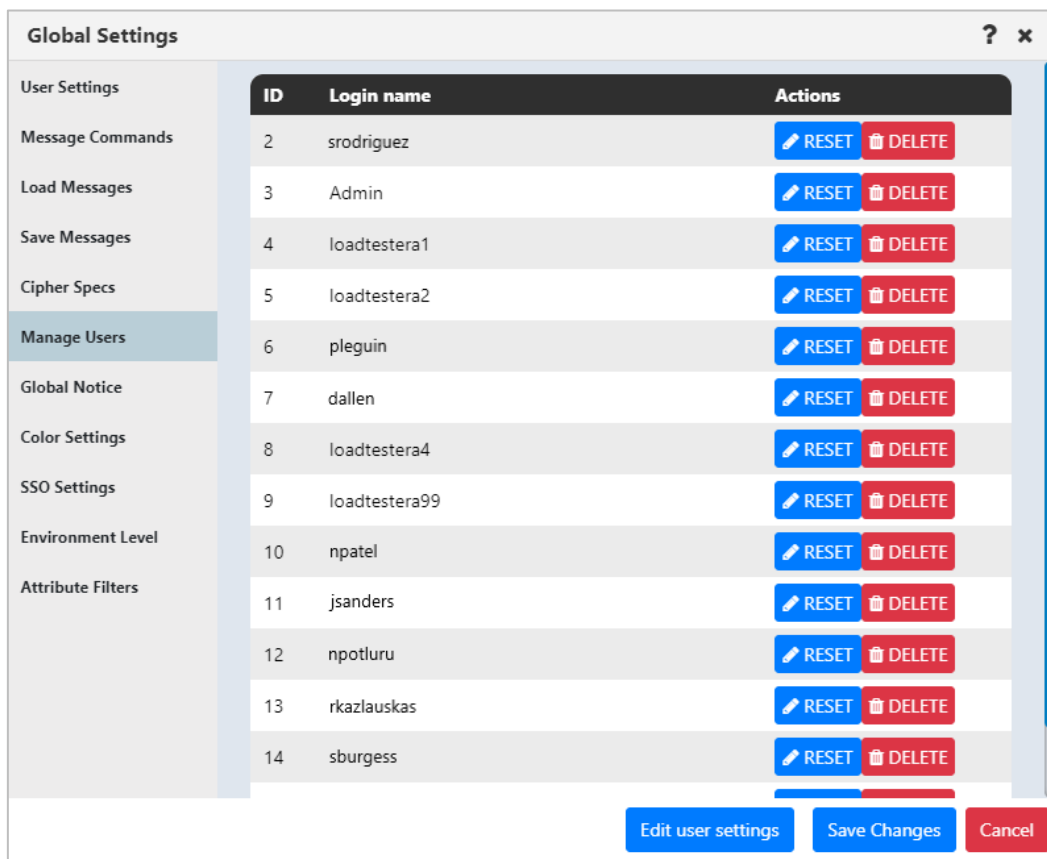 Global Settings ? ×
User Settings
Message Commands
Load Messages
Save Messages
Cipher Specs
Manage Users
Global Notice
Color Settings
SSO Settings
Environment Level
Attribute Filters
ID Login name Actions
2 srodriguez RESET DELETE
3 Admin RESET DELETE
4 loadtestera1 RESET DELETE
5 loadtestera2 RESET DELETE
6 pleguin RESET DELETE
7 dallen RESET DELETE
8 loadtestera4 RESET DELETE
9 loadtestera99 RESET DELETE
10 npatel RESET DELETE
11 jsanders RESET DELETE
12 npotluru RESET DELETE
13 rkazlauskas RESET DELETE
14 sburgess RESET DELETE
Edit user settings Save Changes Cancel